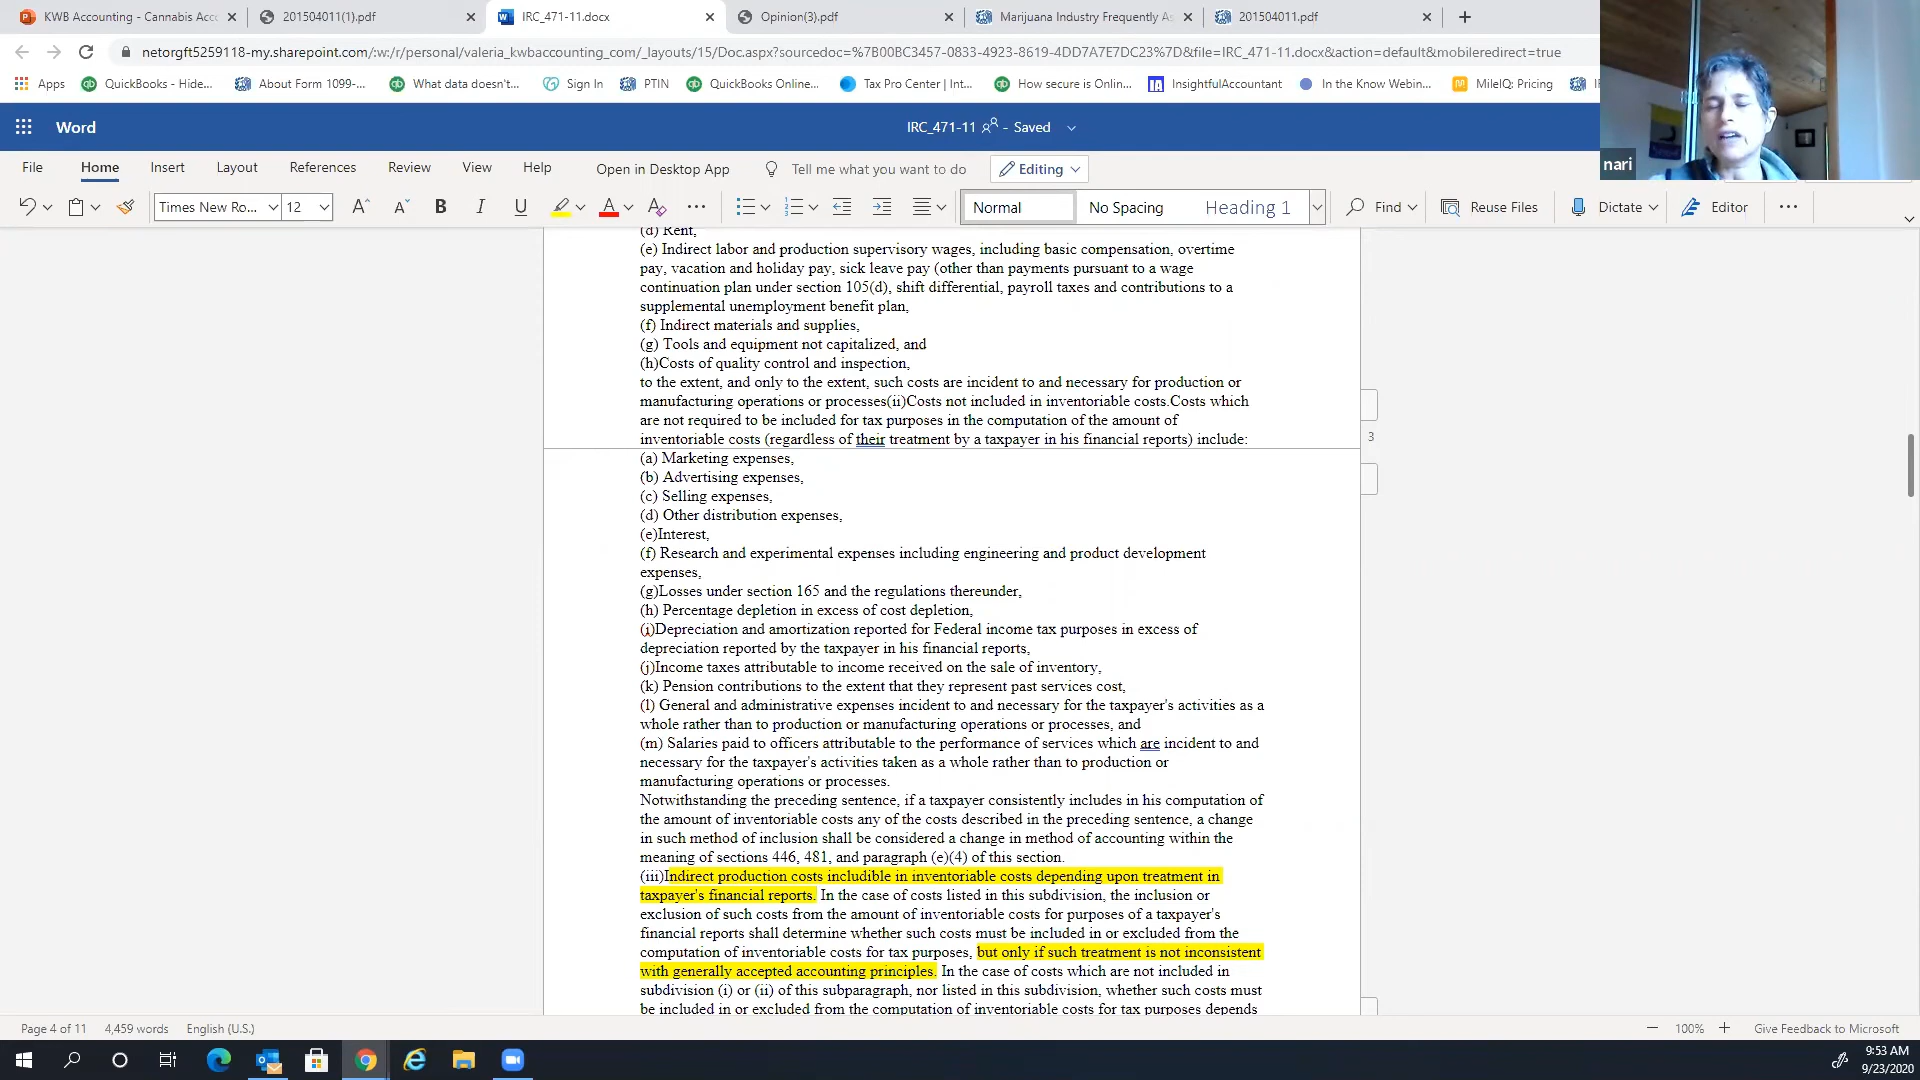 KWB Accounting - Cannabis Acc
201504011(1).pdf
IRC_471-11.docx
Opinion(3).pdf
Marijuana Industry Frequently As
201504011.pdf
netorgft5259118-my.sharepoint.com/:w:/r/personal/valeria_kwbaccounting_com/_layouts/15/Doc.aspx?sourcedoc=%7B00BC3457-0833-4923-8619-4DD7A7E7DC23%7D&file=IRC_471-11.docx&action=default&mobileredirect=true
Apps
QuickBooks - Hide...
About Form 1099-...
What data doesn't...
Sign In
PTIN
QuickBooks Online...
Tax Pro Center | Int...
How secure is Onlin...
InsightfulAccountant
In the Know Webin...
MileIQ: Pricing
Word
IRC_471-11 - Saved
nari
File Home Insert Layout References Review View Help Open in Desktop App Tell me what you want to do Editing
Times New Ro... 12 A A B I U A Normal No Spacing Heading 1 Find Reuse Files Dictate Editor
(d) Rent,
(e) Indirect labor and production supervisory wages, including basic compensation, overtime
pay, vacation and holiday pay, sick leave pay (other than payments pursuant to a wage
continuation plan under section 105(d), shift differential, payroll taxes and contributions to a
supplemental unemployment benefit plan,
(f) Indirect materials and supplies,
(g) Tools and equipment not capitalized, and
(h)Costs of quality control and inspection,
to the extent, and only to the extent, such costs are incident to and necessary for production or
manufacturing operations or processes(ii)Costs not included in inventoriable costs.Costs which
are not required to be included for tax purposes in the computation of the amount of
inventoriable costs (regardless of their treatment by a taxpayer in his financial reports) include:
3
(a) Marketing expenses,
(b) Advertising expenses,
(c) Selling expenses,
(d) Other distribution expenses,
(e)Interest,
(f) Research and experimental expenses including engineering and product development
expenses,
(g)Losses under section 165 and the regulations thereunder,
(h) Percentage depletion in excess of cost depletion,
(i)Depreciation and amortization reported for Federal income tax purposes in excess of
depreciation reported by the taxpayer in his financial reports,
(j)Income taxes attributable to income received on the sale of inventory,
(k) Pension contributions to the extent that they represent past services cost,
(l) General and administrative expenses incident to and necessary for the taxpayer's activities as a
whole rather than to production or manufacturing operations or processes, and
(m) Salaries paid to officers attributable to the performance of services which are incident to and
necessary for the taxpayer's activities taken as a whole rather than to production or
manufacturing operations or processes.
Notwithstanding the preceding sentence, if a taxpayer consistently includes in his computation of
the amount of inventoriable costs any of the costs described in the preceding sentence, a change
in such method of inclusion shall be considered a change in method of accounting within the
meaning of sections 446, 481, and paragraph (e)(4) of this section.
(iii)Indirect production costs includible in inventoriable costs depending upon treatment in
taxpayer's financial reports. In the case of costs listed in this subdivision, the inclusion or
exclusion of such costs from the amount of inventoriable costs for purposes of a taxpayer's
financial reports shall determine whether such costs must be included in or excluded from the
computation of inventoriable costs for tax purposes, but only if such treatment is not inconsistent
with generally accepted accounting principles. In the case of costs which are not included in
subdivision (i) or (ii) of this subparagraph, nor listed in this subdivision, whether such costs must
be included in or excluded from the computation of inventoriable costs for tax purposes depends
Page 4 of 11 4,459 words English (U.S.) 100% Give Feedback to Microsoft
9:53 AM
9/23/2020